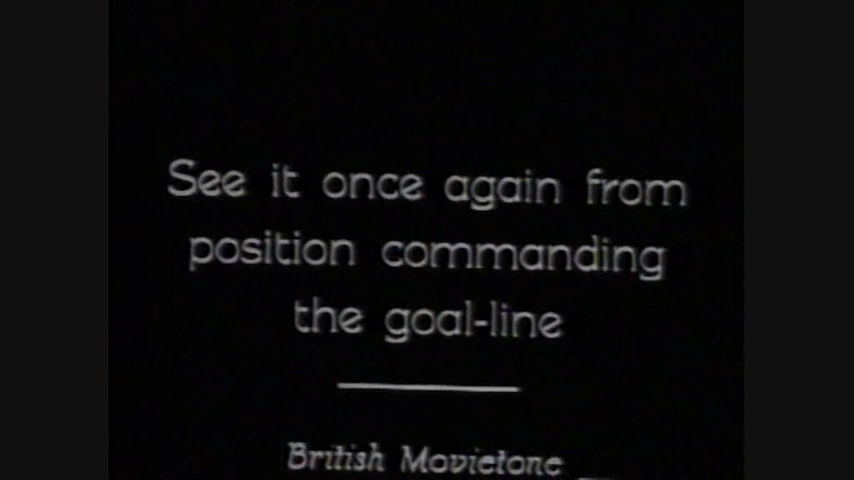 See it once again from
position commanding
the goal-line
British Movietone